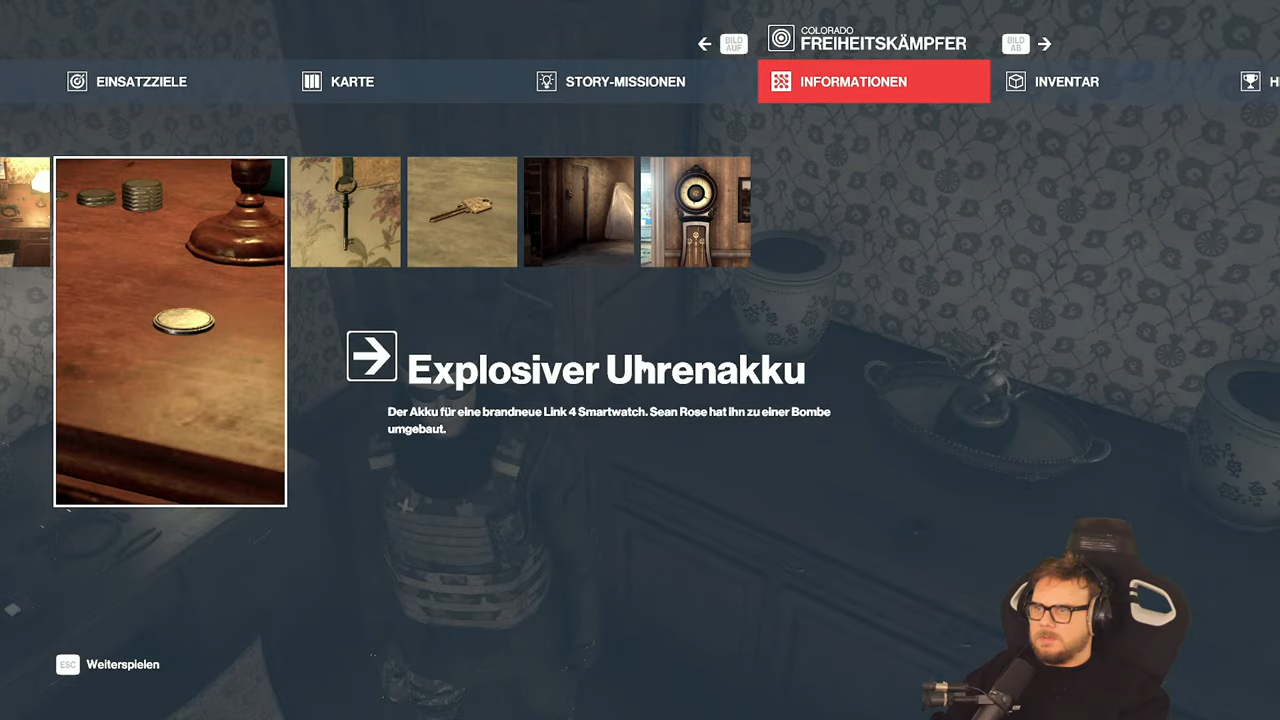 BILD AUF
COLORADO
FREIHEITSKÄMPFER
BILD AB
EINSATZZIELE
KARTE
STORY-MISSIONEN
INFORMATIONEN
INVENTAR
H
Explosiver Uhrenakku
Der Akku für eine brandneue Link 4 Smartwatch. Sean Rose hat ihn zu einer Bombe
umgebaut.
ESC Weiterspielen